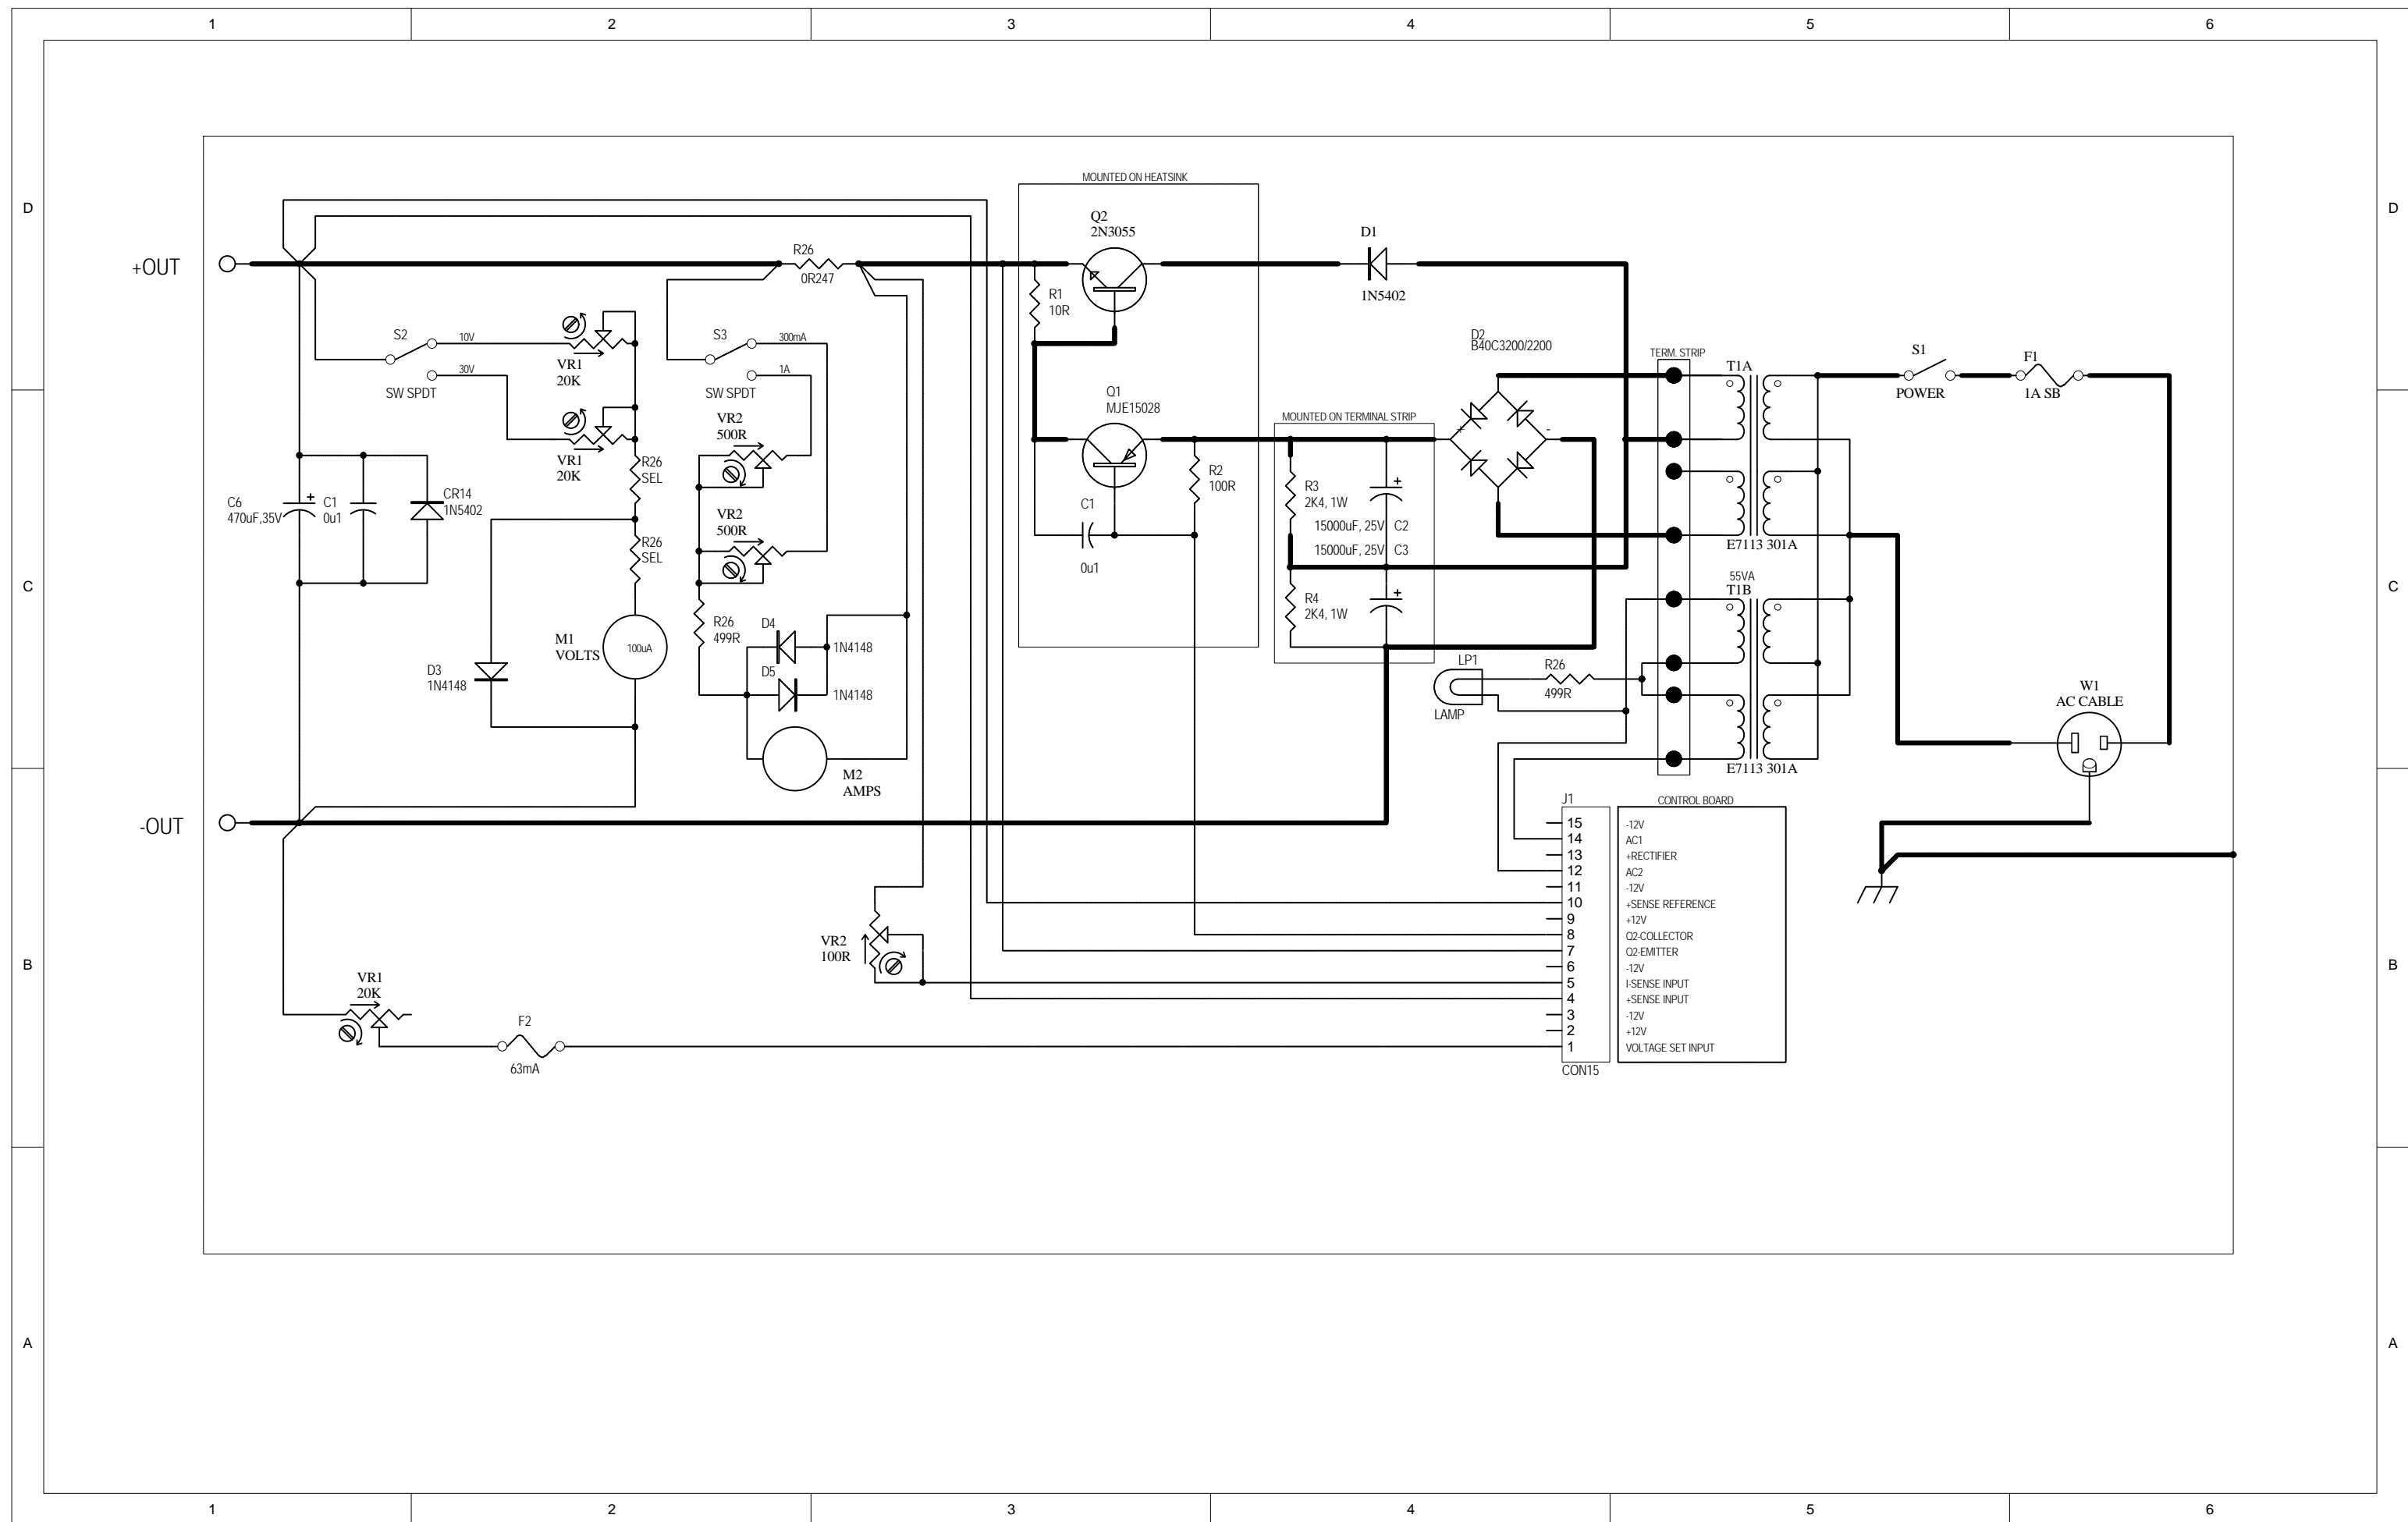 1 2 3 4 5 6
D D
MOUNTED ON HEATSINK
Q2
2N3055
D1
1N5402
+OUT
R26
0R247
R1
10R
S2
10V
30V
SW SPDT
VR1
20K
VR1
20K
S3
300mA
1A
SW SPDT
VR2
500R
VR2
500R
Q1
MJE15028
MOUNTED ON TERMINAL STRIP
D2
B40C3200/2200
+ -
TERM. STRIP
T1A
S1
POWER
F1
1A SB
C6
470uF,35V
+
C1
0u1
CR14
1N5402
R26
SEL
R26
SEL
C1
0u1
R2
100R
R3
2K4, 1W
+
15000uF, 25V C2
15000uF, 25V C3
R4
2K4, 1W
+
E7113 301A
C C
55VA
T1B
M1
VOLTS
100uA
D3
1N4148
R26
499R
D4
1N4148
D5
1N4148
LP1
LAMP
R26
499R
W1
AC CABLE
M2
AMPS
E7113 301A
-OUT
J1
CONTROL BOARD
15 -12V
14 AC1
13 +RECTIFIER
12 AC2
11 -12V
10 +SENSE REFERENCE
9 +12V
8 Q2-COLLECTOR
7 Q2-EMITTER
6 -12V
5 I-SENSE INPUT
4 +SENSE INPUT
3 -12V
2 +12V
1 VOLTAGE SET INPUT
CON15
VR2
100R
B B
VR1
20K
F2
63mA
A A
1 2 3 4 5 6